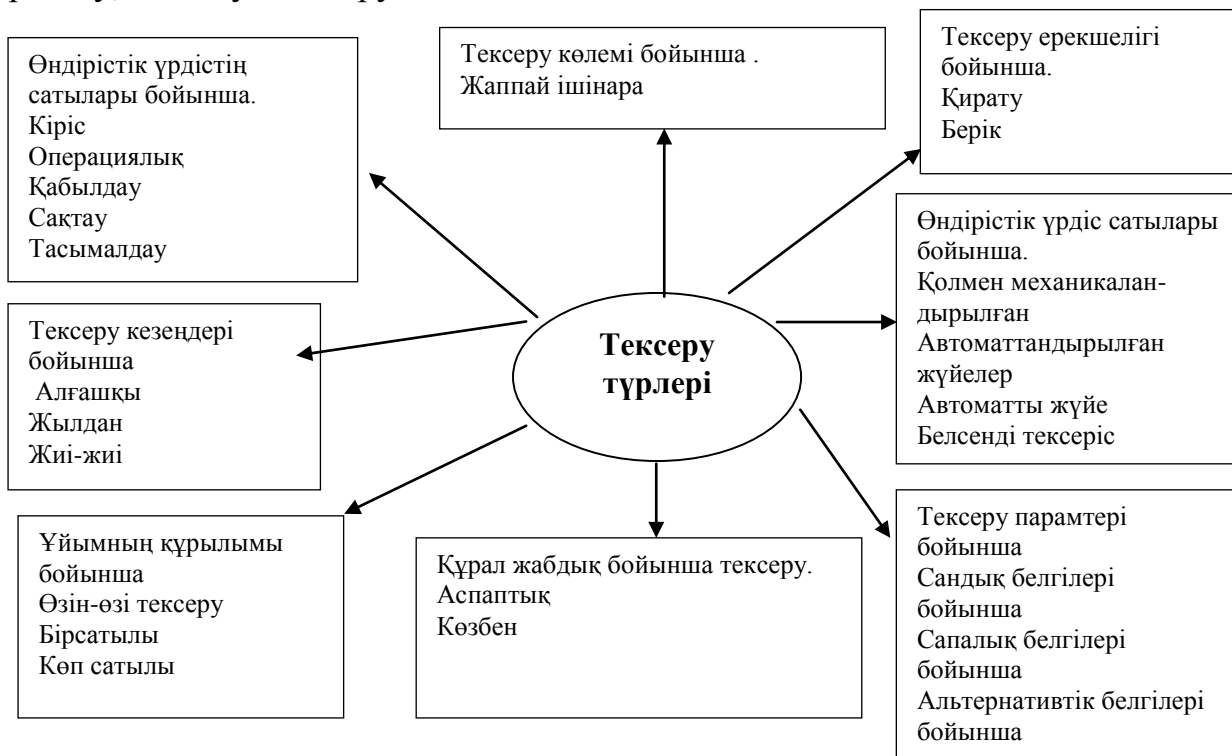 Өндірістік үрдістің
сатылары бойынша.
Кіріс
Операциялық
Қабылдау
Сақтау
Тасымалдау
Тексеру көлемі бойынша .
Жаппай ішінара
Тексеру ерекшелігі
бойынша.
Қирату
Берік
Өндірістік үрдіс сатылары
бойынша.
Қолмен механикалан-
дырылған
Автоматтандырылған
жүйелер
Автоматты жүйе
Белсенді тексеріс
Тексеру кезеңдері
бойынша
Алғашқы
Жылдан
Жиі-жиі
Тексеру
түрлері
Ұйымның құрылымы
бойынша
Өзін-өзі тексеру
Бірсатылы
Көп сатылы
Құрал жабдық бойынша тексеру.
Аспаптық
Көзбен
Тексеру парамтері
бойынша
Сандық белгілері
бойынша
Сапалық белгілері
бойынша
Альтернативтік белгілері
бойынша